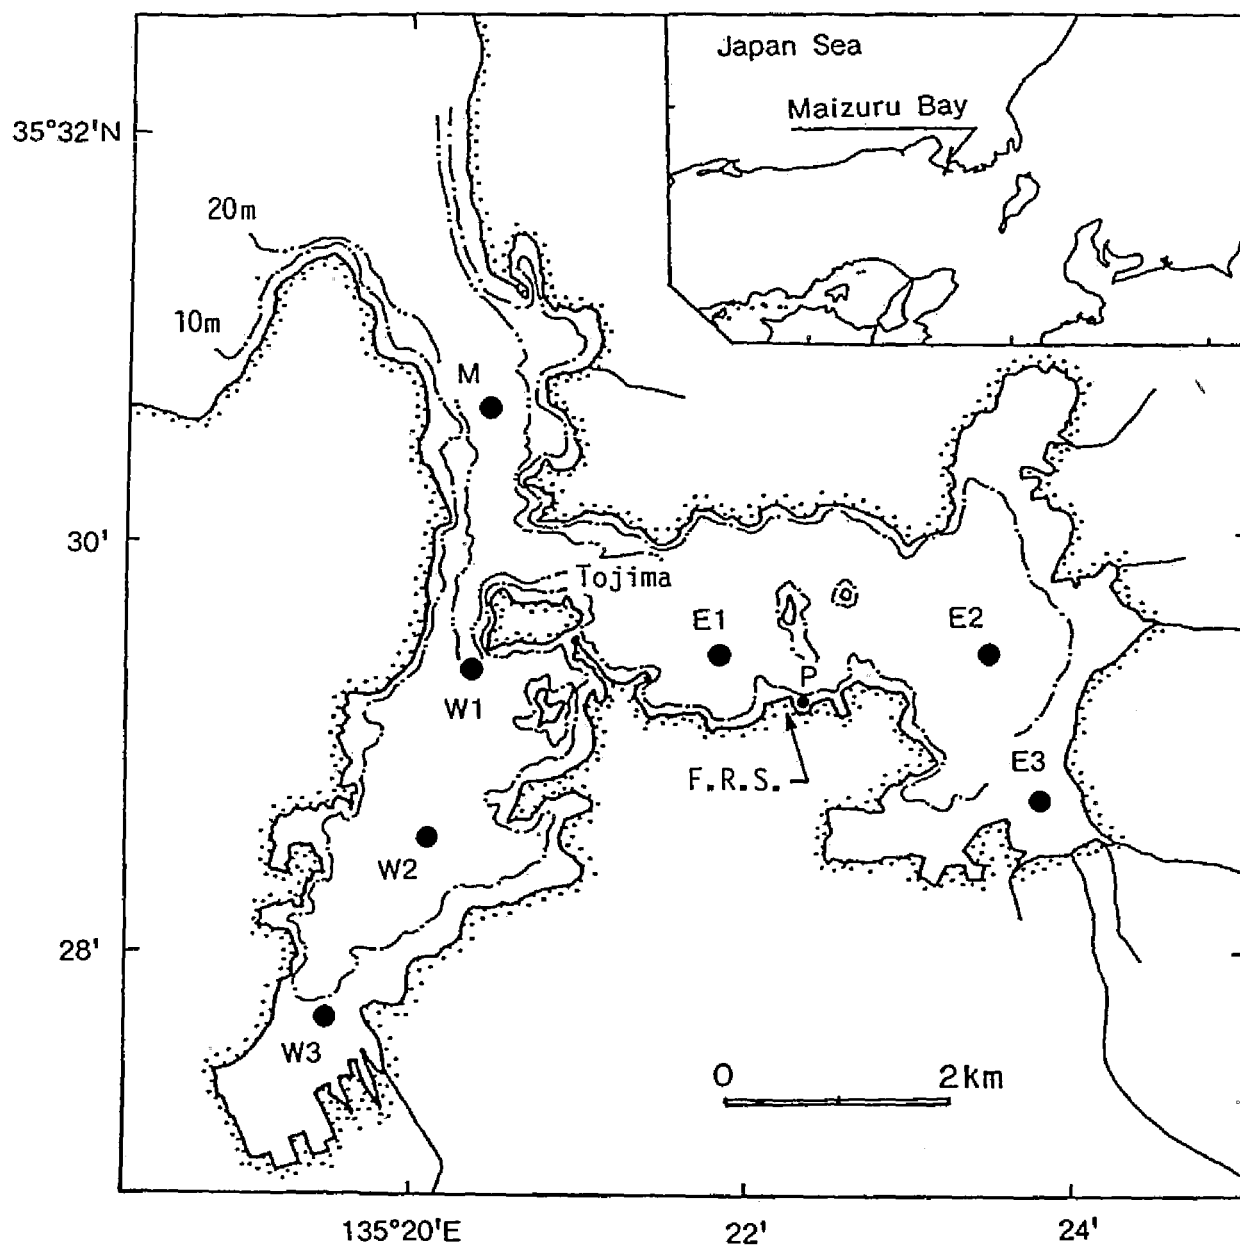 Japan Sea
Maizuru Bay
35°32'N
20m
10m
M
30'
Tojima
E1
E2
P
W1
F.R.S.
E3
W2
28'
W3
0 2km
135°20'E 22' 24'